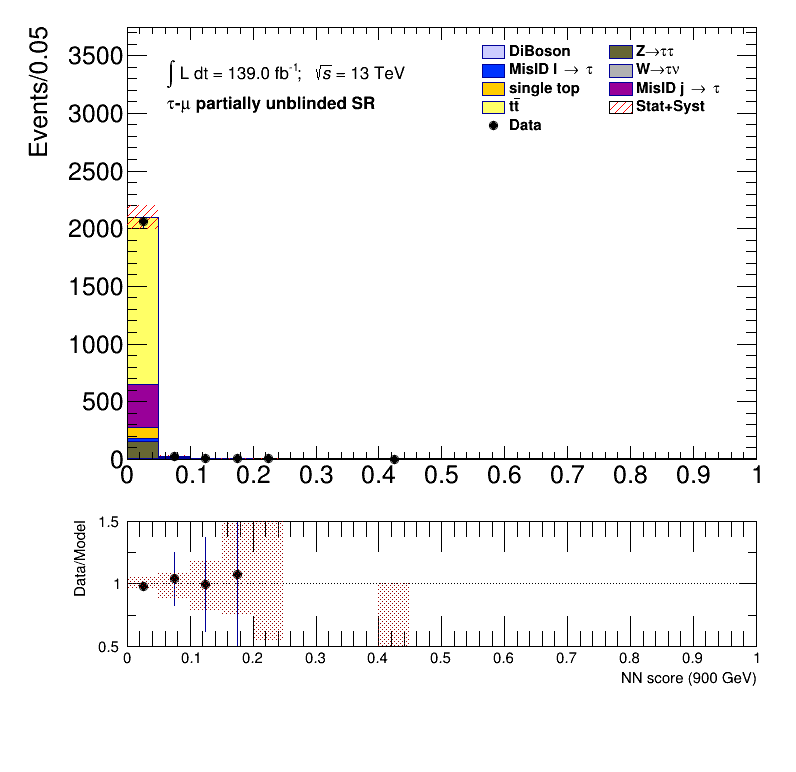 Events/0.05
3500
3000
2500
2000
1500
1000
500
0
∫ L dt = 139.0 fb⁻¹; √s = 13 TeV
τ-μ partially unblinded SR
DiBoson
MisID l → τ
single top
tt̄
Data
Z→ττ
W→τν
MisID j → τ
Stat+Syst
0 0.1 0.2 0.3 0.4 0.5 0.6 0.7 0.8 0.9 1
Data/Model
1.5
1
0.5
0 0.1 0.2 0.3 0.4 0.5 0.6 0.7 0.8 0.9 1
NN score (900 GeV)